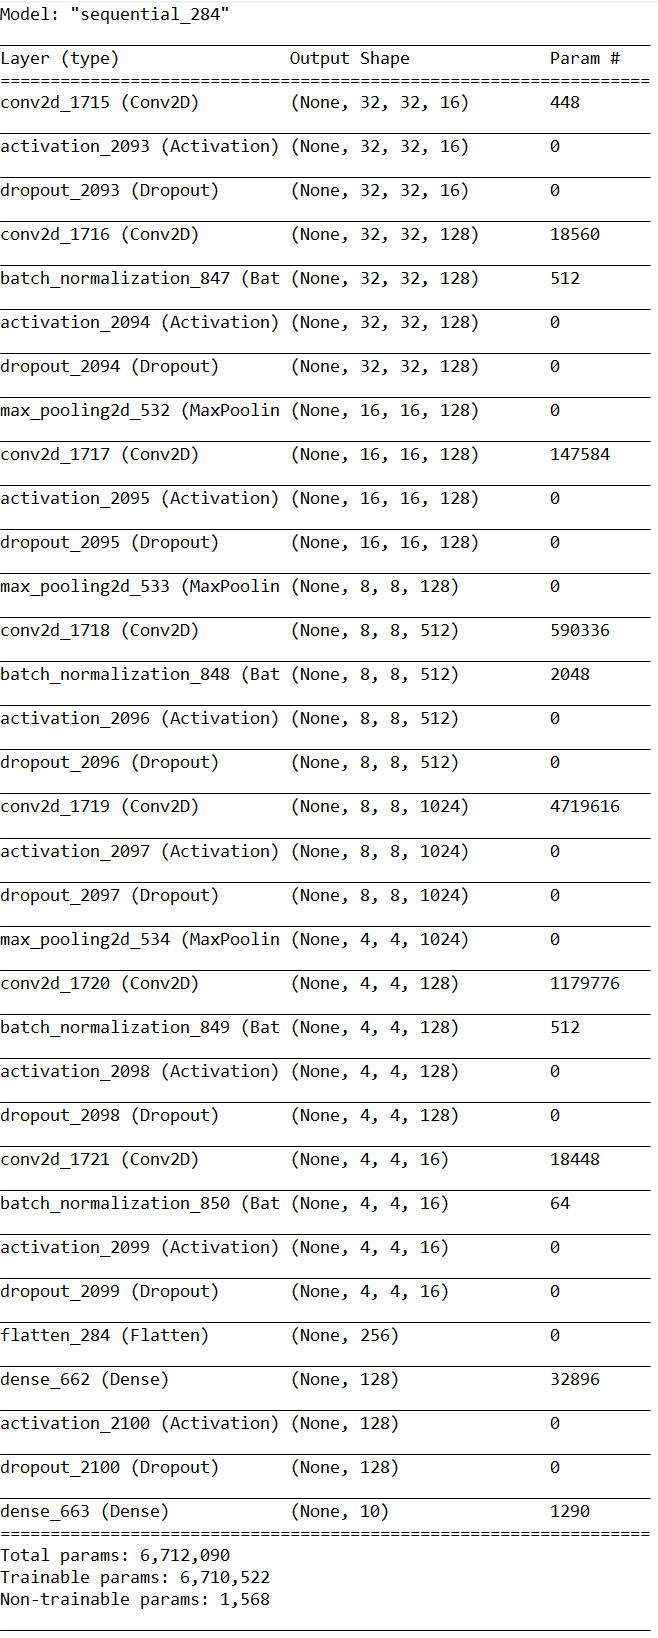 Model: "sequential_284"
Layer (type) Output Shape Param #
conv2d_1715 (Conv2D) (None, 32, 32, 16) 448
activation_2093 (Activation) (None, 32, 32, 16) 0
dropout_2093 (Dropout) (None, 32, 32, 16) 0
conv2d_1716 (Conv2D) (None, 32, 32, 128) 18560
batch_normalization_847 (Bat (None, 32, 32, 128) 512
activation_2094 (Activation) (None, 32, 32, 128) 0
dropout_2094 (Dropout) (None, 32, 32, 128) 0
max_pooling2d_532 (MaxPoolin (None, 16, 16, 128) 0
conv2d_1717 (Conv2D) (None, 16, 16, 128) 147584
activation_2095 (Activation) (None, 16, 16, 128) 0
dropout_2095 (Dropout) (None, 16, 16, 128) 0
max_pooling2d_533 (MaxPoolin (None, 8, 8, 128) 0
conv2d_1718 (Conv2D) (None, 8, 8, 512) 590336
batch_normalization_848 (Bat (None, 8, 8, 512) 2048
activation_2096 (Activation) (None, 8, 8, 512) 0
dropout_2096 (Dropout) (None, 8, 8, 512) 0
conv2d_1719 (Conv2D) (None, 8, 8, 1024) 4719616
activation_2097 (Activation) (None, 8, 8, 1024) 0
dropout_2097 (Dropout) (None, 8, 8, 1024) 0
max_pooling2d_534 (MaxPoolin (None, 4, 4, 1024) 0
conv2d_1720 (Conv2D) (None, 4, 4, 128) 1179776
batch_normalization_849 (Bat (None, 4, 4, 128) 512
activation_2098 (Activation) (None, 4, 4, 128) 0
dropout_2098 (Dropout) (None, 4, 4, 128) 0
conv2d_1721 (Conv2D) (None, 4, 4, 16) 18448
batch_normalization_850 (Bat (None, 4, 4, 16) 64
activation_2099 (Activation) (None, 4, 4, 16) 0
dropout_2099 (Dropout) (None, 4, 4, 16) 0
flatten_284 (Flatten) (None, 256) 0
dense_662 (Dense) (None, 128) 32896
activation_2100 (Activation) (None, 128) 0
dropout_2100 (Dropout) (None, 128) 0
dense_663 (Dense) (None, 10) 1290
Total params: 6,712,090
Trainable params: 6,710,522
Non-trainable params: 1,568